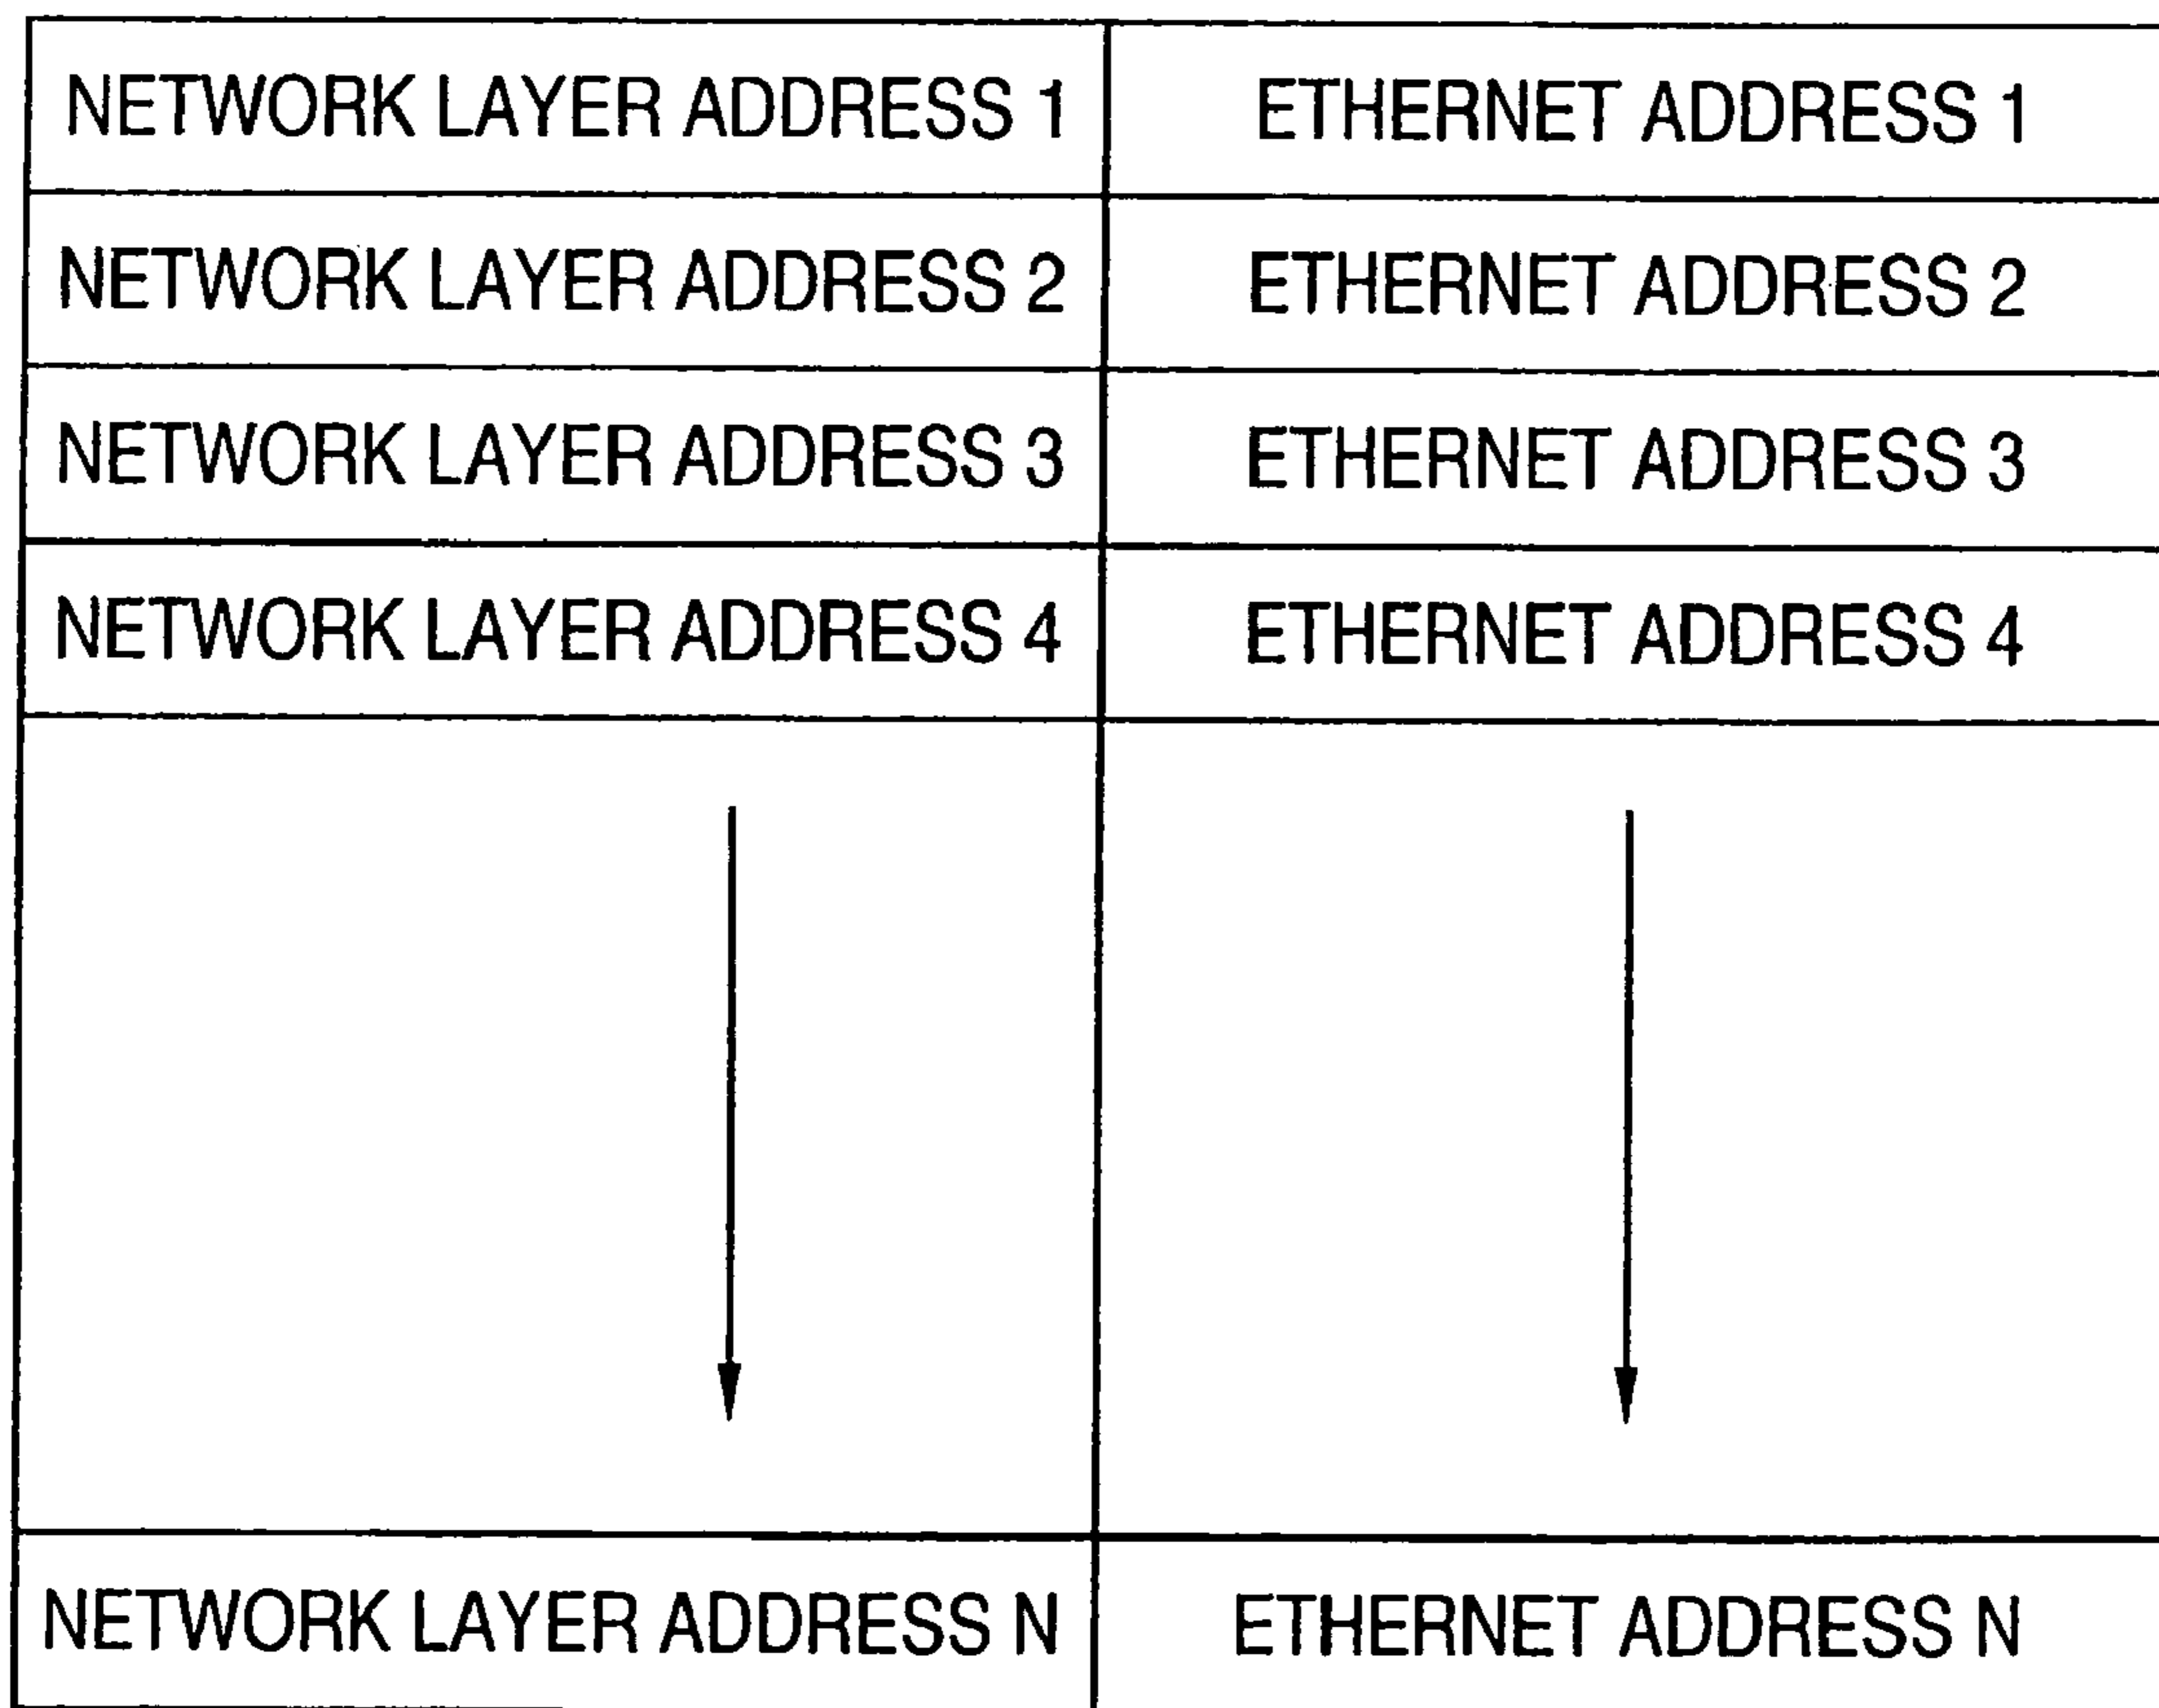 NETWORK LAYER ADDRESS 1 ETHERNET ADDRESS 1
NETWORK LAYER ADDRESS 2 ETHERNET ADDRESS 2
NETWORK LAYER ADDRESS 3 ETHERNET ADDRESS 3
NETWORK LAYER ADDRESS 4 ETHERNET ADDRESS 4
NETWORK LAYER ADDRESS N ETHERNET ADDRESS N